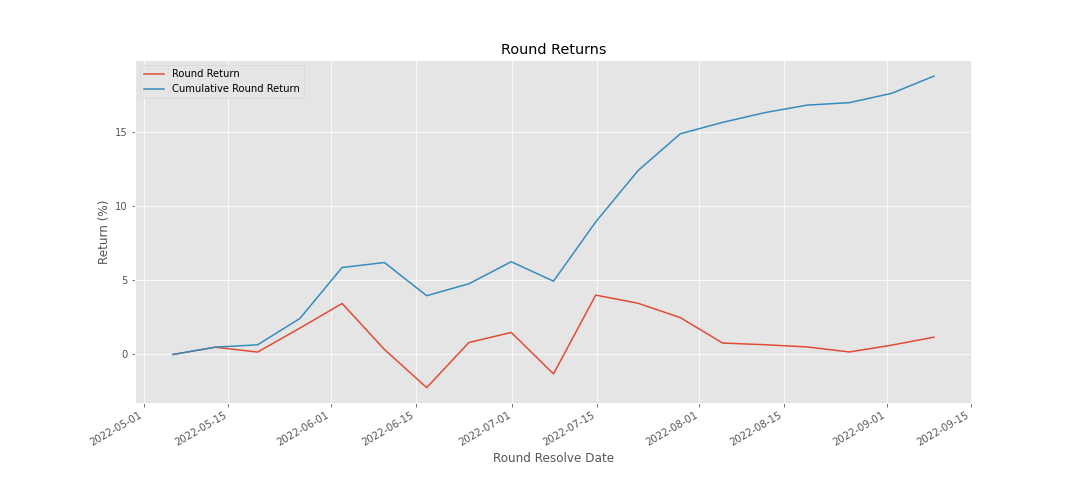 Round Returns
Round Return
Cumulative Round Return
Return (%)
15
10
5
0
2022-05-01
2022-05-15
2022-06-01
2022-06-15
2022-07-01
2022-07-15
2022-08-01
2022-08-15
2022-09-01
2022-09-15
Round Resolve Date